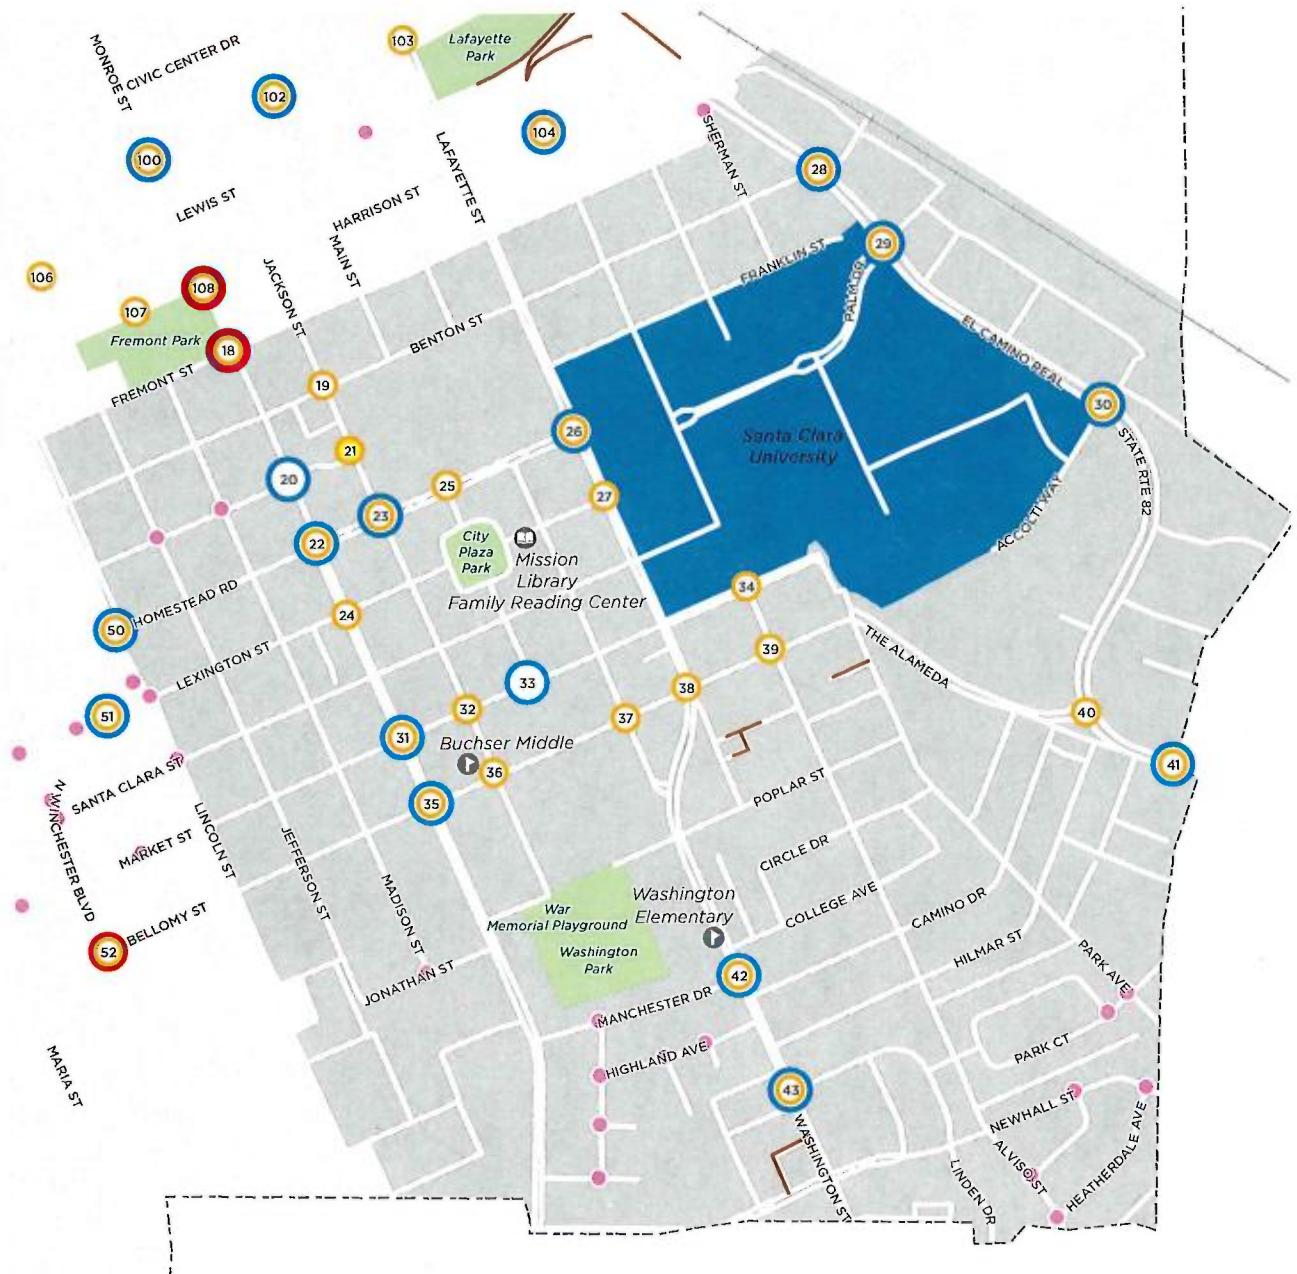 MONROE ST
CIVIC CENTER DR
103
Lafayette
Park
102
104
100
LAFAYETTE ST
SHERMAN ST
28
LEWIS ST
HARRISON ST
MAIN ST
29
FRANKLIN ST
PALM DR
106
108
107
JACKSON ST
Fremont Park
18
BENTON ST
EL CAMINO REAL
FREMONT ST
19
30
26
Santa Clara
University
STATE RTE 82
21
20
25
27
23
22
City
Plaza
Park
Mission
Library
Family Reading Center
ACCOLTI WAY
34
24
50
HOMESTEAD RD
39
THE ALAMEDA
LEXINGTON ST
33
38
51
32
37
40
31
Buchser Middle
36
41
35
SANTA CLARA ST
N WINCHESTER BLVD
POPLAR ST
MARKET ST
LINCOLN ST
JEFFERSON ST
MADISON ST
CIRCLE DR
COLLEGE AVE
CAMINO DR
Washington
Elementary
War
Memorial Playground
Washington
Park
BELLOMY ST
52
HILMAR ST
PARK AVE
42
JONATHAN ST
MANCHESTER DR
HIGHLAND AVE
PARK CT
MARIA ST
43
NEWHALL ST
WASHINGTON ST
ALVISO ST
HEATHERDALE AVE
LINDEN DR